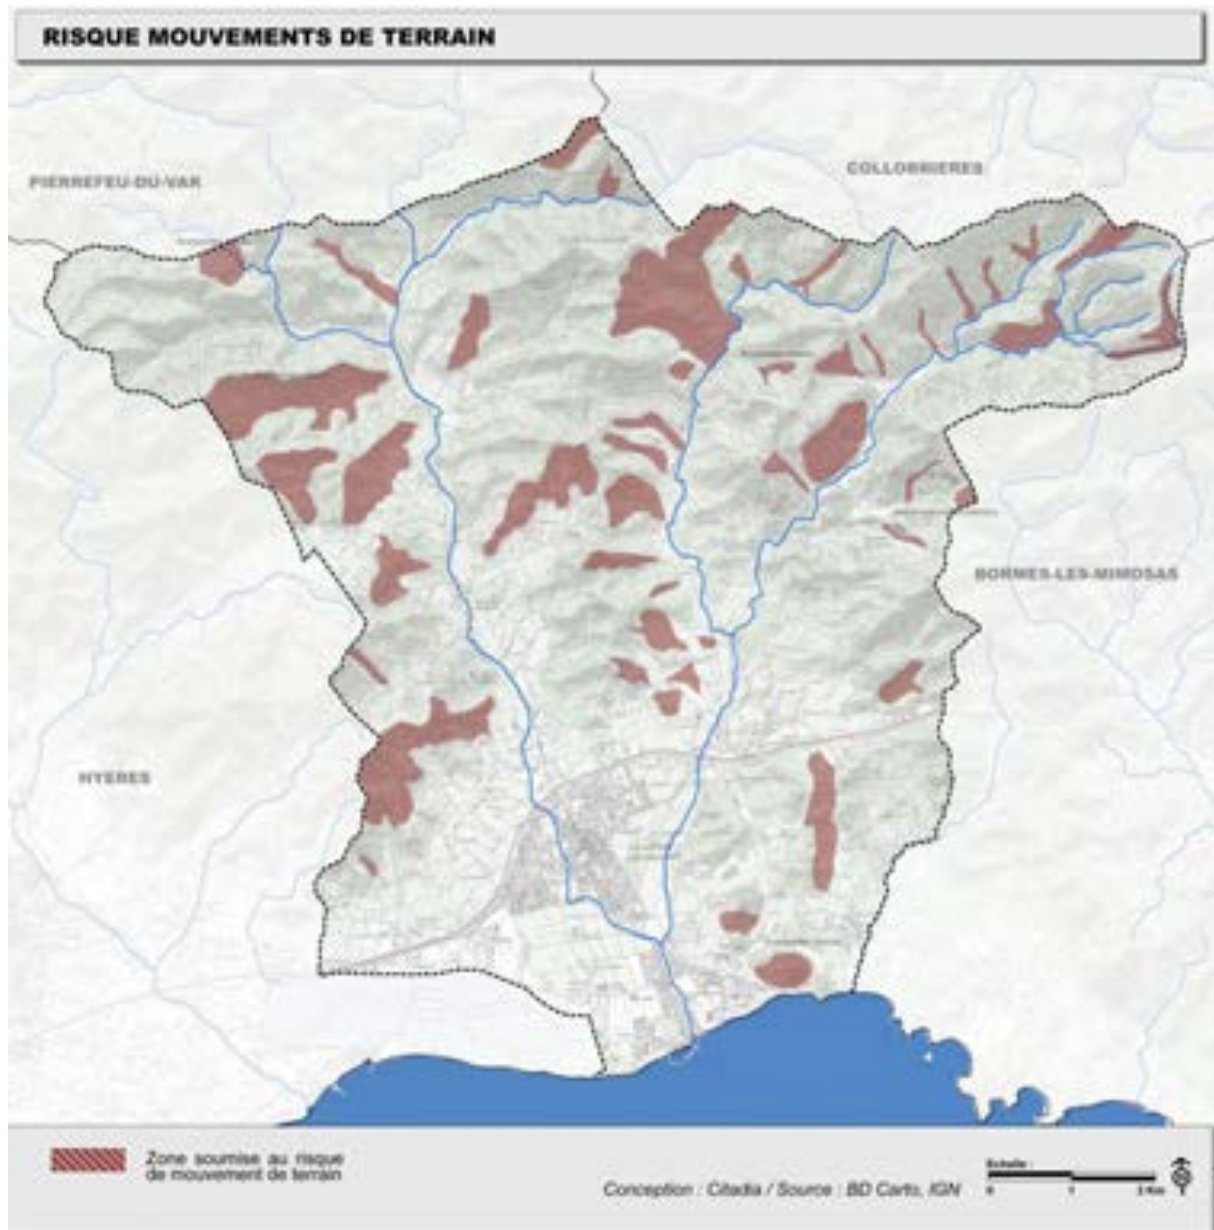 RISQUE MOUVEMENTS DE TERRAIN
COLLOBRIERES
PIERREFEU-DU-VAR
BORMES-LES-MIMOSAS
HYERES
Zone soumise au risque
de mouvement de terrain
Echelle :
0 1 2 Km
Conception : Citadia / Source : BD Carto, IGN